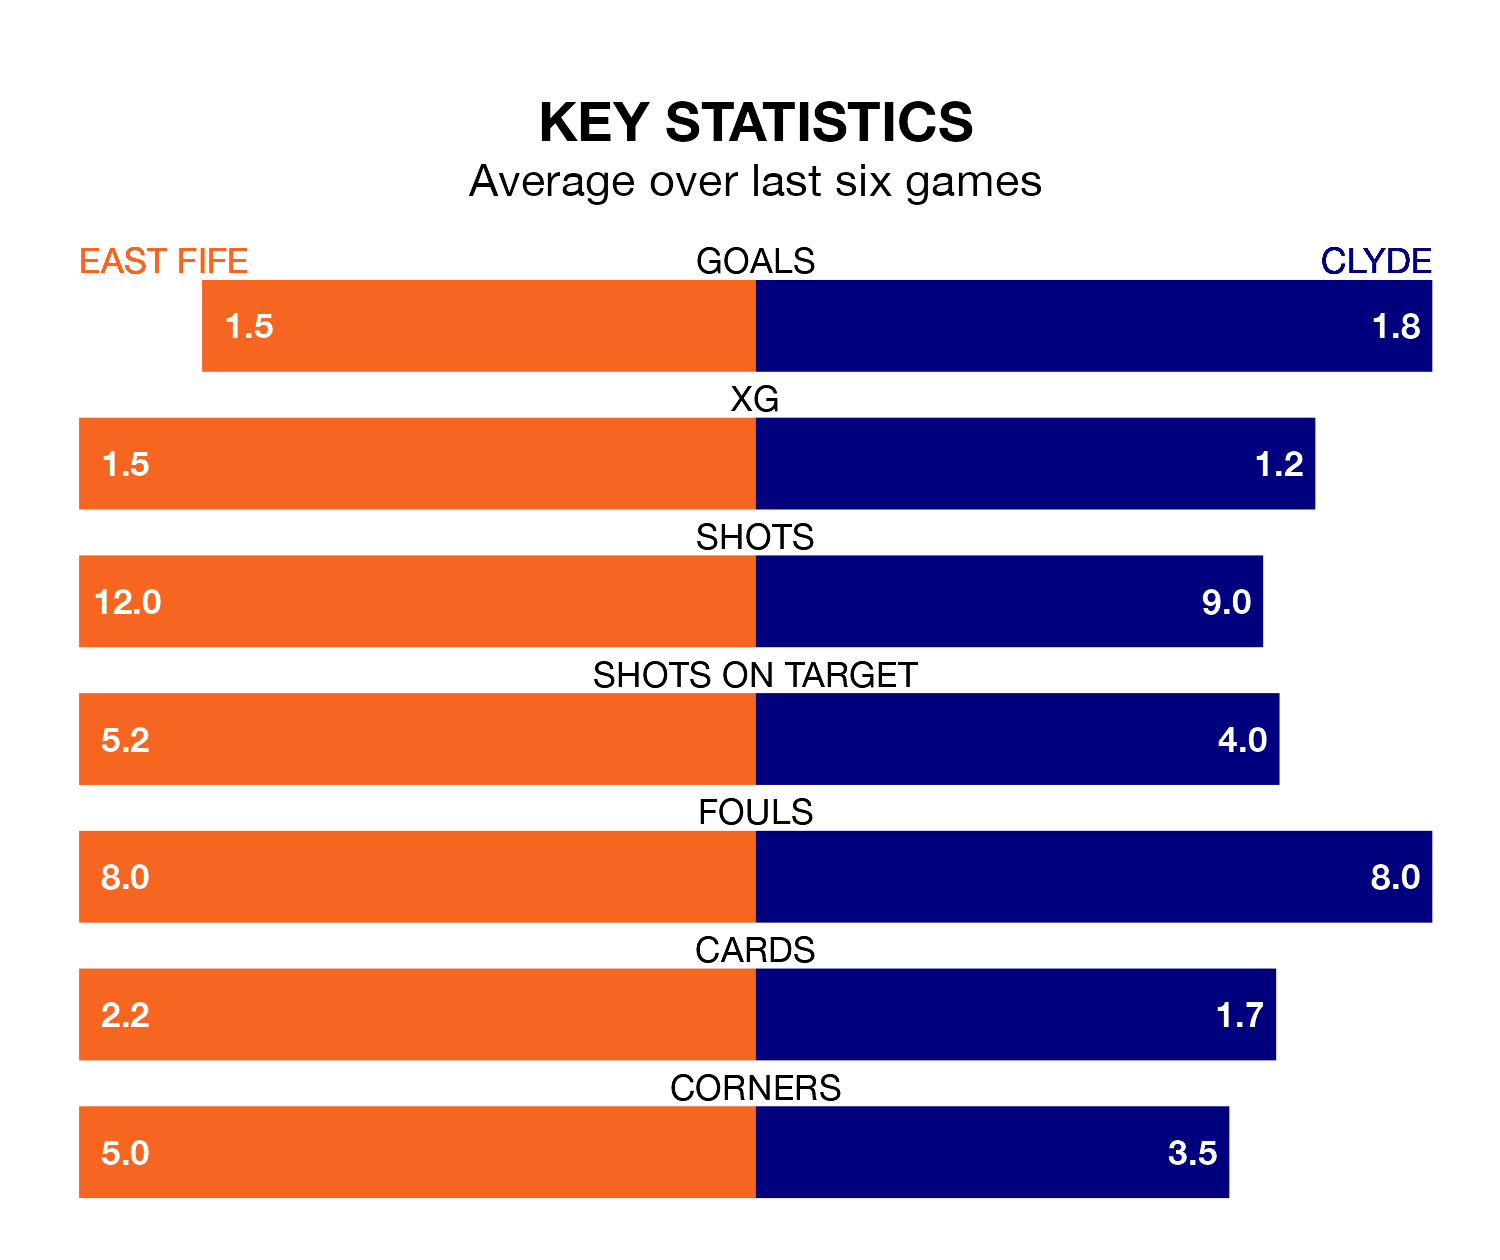 KEY STATISTICS
Average over last six games
EAST FIFE GOALS CLYDE
1.5 1.8
XG
1.5 1.2
SHOTS
12.0 9.0
SHOTS ON TARGET
5.2 4.0
FOULS
8.0 8.0
CARDS
2.2 1.7
CORNERS
5.0 3.5